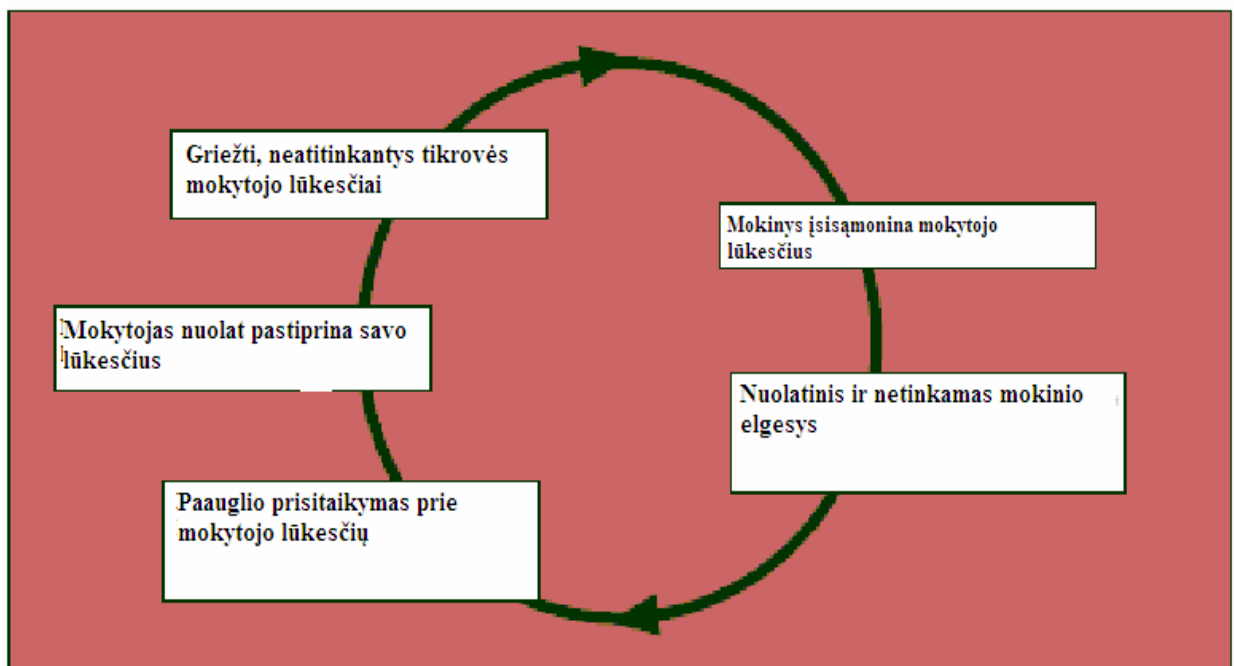 Griežti, neatitinkantys tikrovės
mokytojo lūkesčiai
Mokinys įsisąmonina mokytojo
lūkesčius
Mokytojas nuolat pastiprina savo
lūkesčius
Nuolatinis ir netinkamas mokinio
elgesys
Paauglio prisitaikymas prie
mokytojo lūkesčių